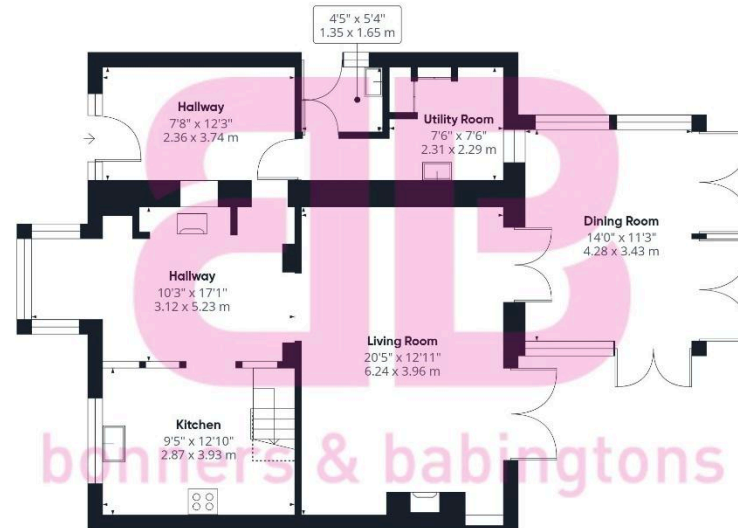 4'5" x 5'4"
1.35 x 1.65 m
Hallway
7'8" x 12'3"
2.36 x 3.74 m
Utility Room
7'6" x 7'6"
2.31 x 2.29 m
Dining Room
14'0" x 11'3"
4.28 x 3.43 m
Hallway
10'3" x 17'1"
3.12 x 5.23 m
Living Room
20'5" x 12'11"
6.24 x 3.96 m
Kitchen
9'5" x 12'10"
2.87 x 3.93 m
BB
bonners & babingtons